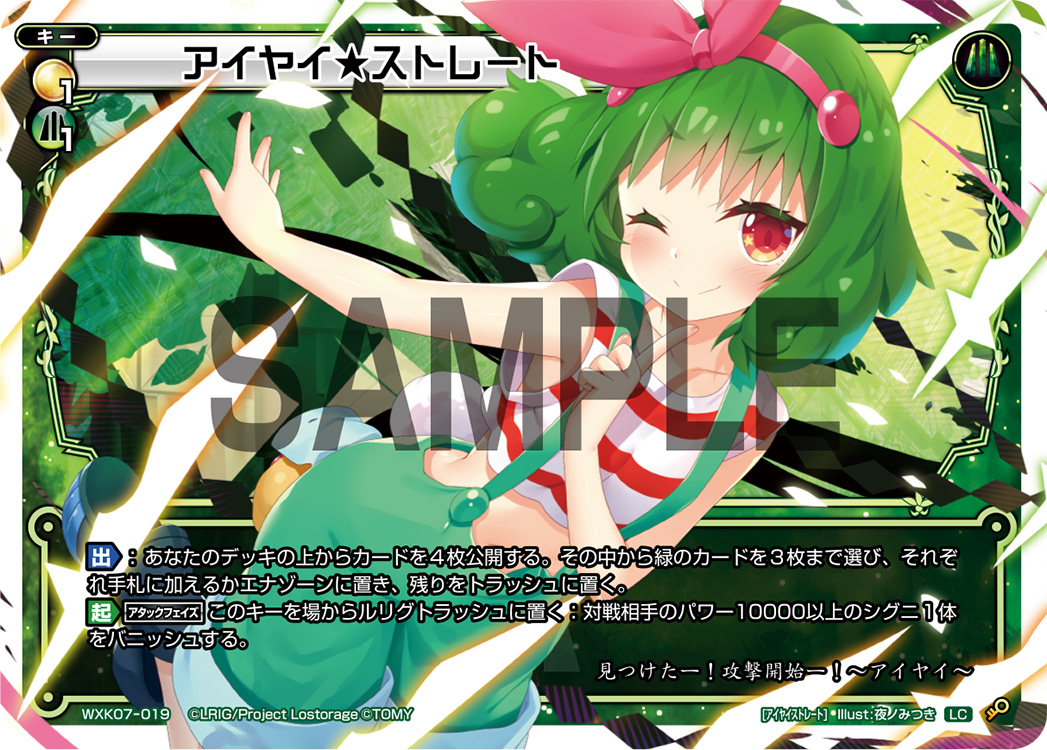 キー
アイヤイ★ストレート
1
1
SAMPLE
出：あなたのデッキの上からカードを４枚公開する。その中から緑のカードを３枚まで選び、それぞ
れ手札に加えるかエナゾーンに置き、残りをトラッシュに置く。
起 アタックフェイズ このキーを場からルリグトラッシュに置く：対戦相手のパワー10000以上のシグニ１体
をバニッシュする。
見つけたー！攻撃開始ー！～アイヤイ～
WXK07-019 ©LRIG/Project Lostorage ©TOMY [アイヤイストレート] •Illust:夜ノみつき LC